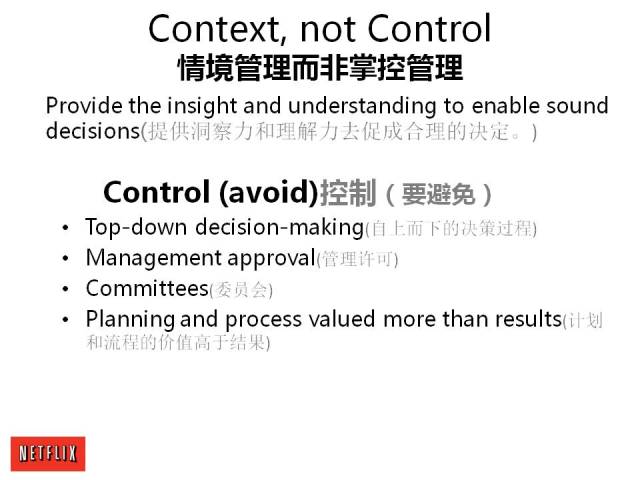 Context, not Control
情境管理而非掌控管理
Provide the insight and understanding to enable sound
decisions(提供洞察力和理解力去促成合理的决定。)
Control (avoid)控制（要避免）
• Top-down decision-making(自上而下的决策过程)
• Management approval(管理许可)
• Committees(委员会)
• Planning and process valued more than results(计划
和流程的价值高于结果)
NETFLIX